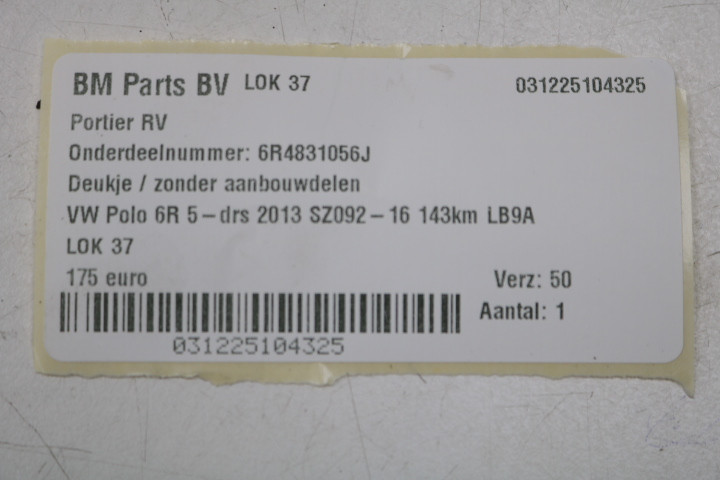 BM Parts BV LOK 37 031225104325
Portier RV
Onderdeelnummer: 6R4831056J
Deukje / zonder aanbouwdelen
VW Polo 6R 5-drs 2013 SZ092-16 143km LB9A
LOK 37
175 euro Verz: 50
Aantal: 1
031225104325